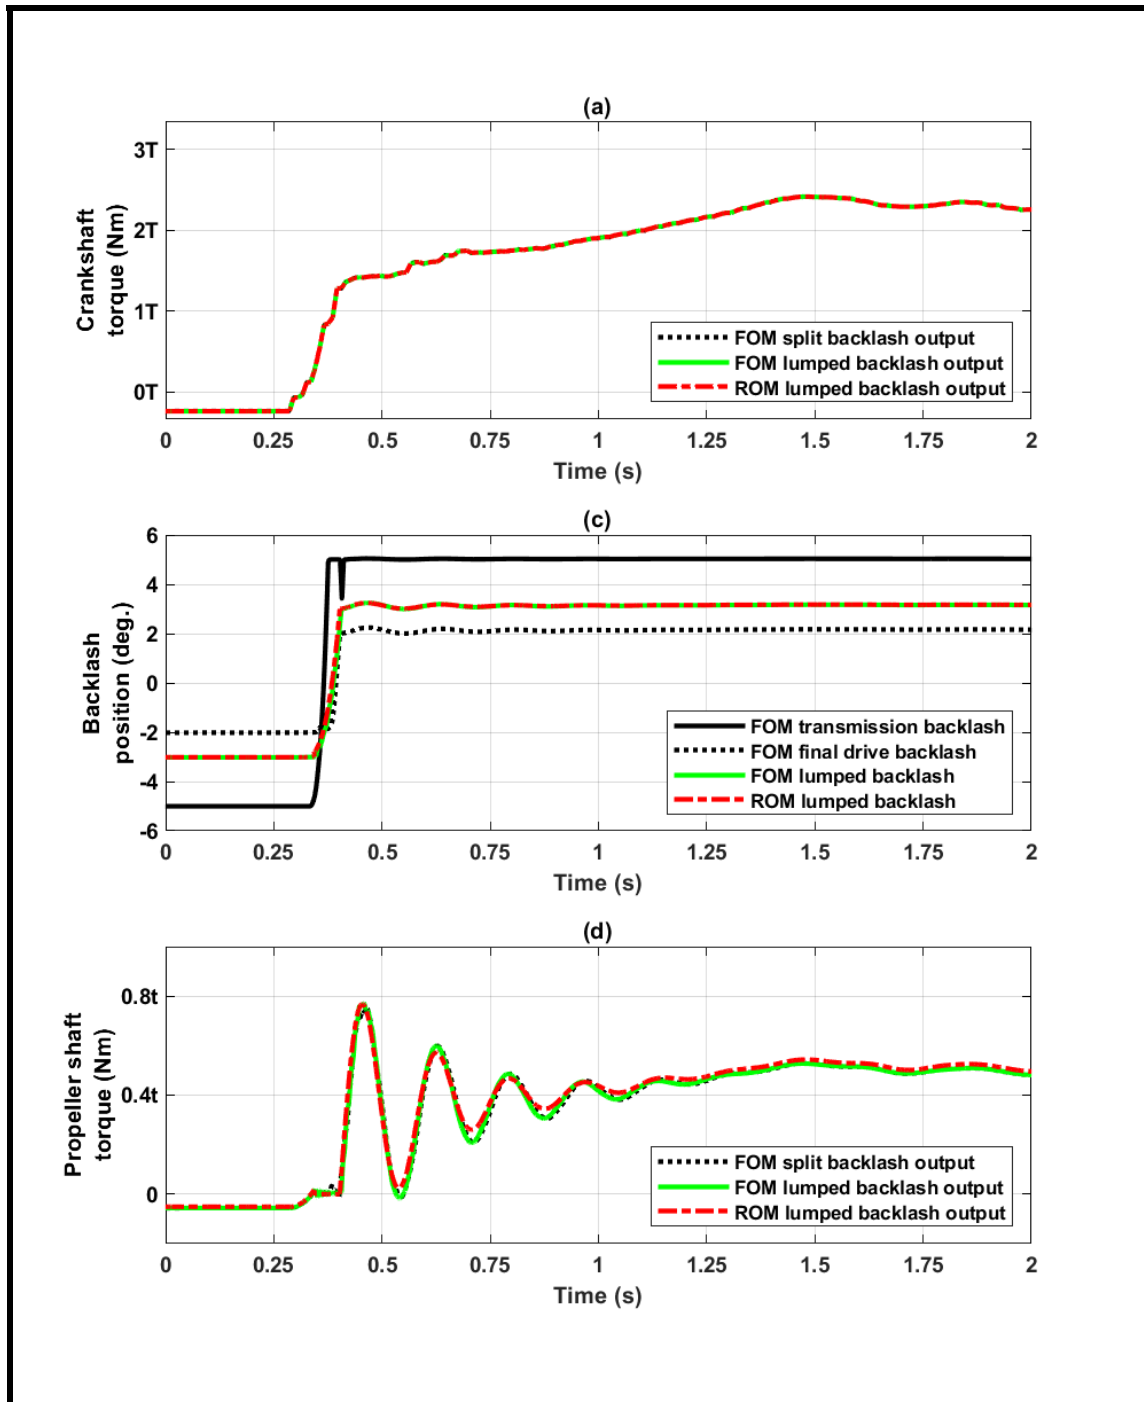 (a)
3T
2T
1T
0T
Crankshaft
torque (Nm)
FOM split backlash output
FOM lumped backlash output
ROM lumped backlash output
0 0.25 0.5 0.75 1 1.25 1.5 1.75 2
Time (s)
(c)
6
4
2
0
-2
-4
-6
Backlash
position (deg.)
FOM transmission backlash
FOM final drive backlash
FOM lumped backlash
ROM lumped backlash
0 0.25 0.5 0.75 1 1.25 1.5 1.75 2
Time (s)
(d)
0.8t
0.4t
0
Propeller shaft
torque (Nm)
FOM split backlash output
FOM lumped backlash output
ROM lumped backlash output
0 0.25 0.5 0.75 1 1.25 1.5 1.75 2
Time (s)